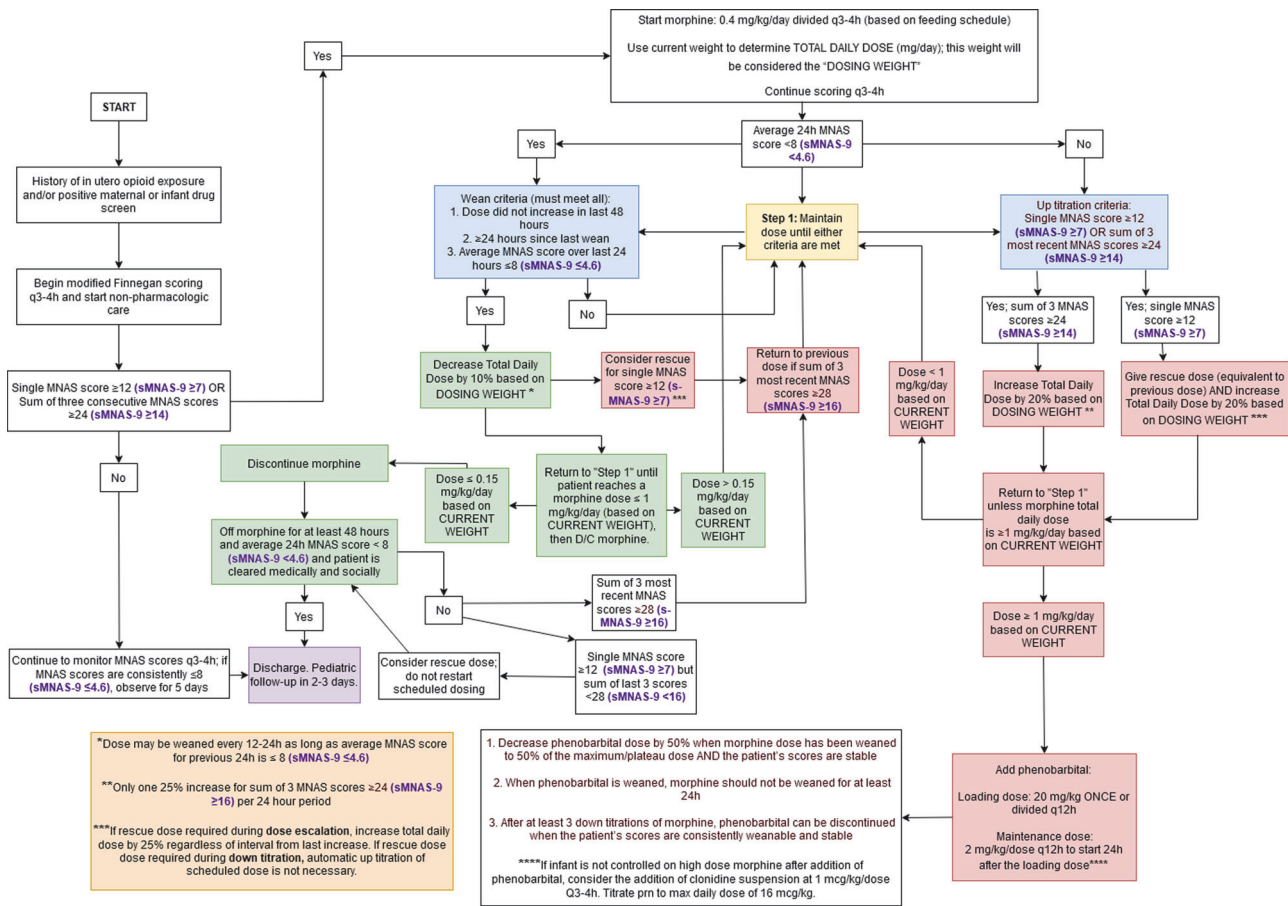 START
History of in utero opioid exposure
and/or positive maternal or infant drug
screen
Begin modified Finnegan scoring
q3-4h and start non-pharmacologic
care
Single MNAS score ≥12 (sMNAS-9 ≥7) OR
Sum of three consecutive MNAS scores
≥24 (sMNAS-9 ≥14)
Yes
No
Continue to monitor MNAS scores q3-4h; if
MNAS scores are consistently ≤8
(sMNAS-9 ≤4.6), observe for 5 days
Start morphine: 0.4 mg/kg/day divided q3-4h (based on feeding schedule)
Use current weight to determine TOTAL DAILY DOSE (mg/day); this weight will
be considered the “DOSING WEIGHT”
Continue scoring q3-4h
Average 24h MNAS
score <8 (sMNAS-9
<4.6)
Yes
No
Wean criteria (must meet all):
1. Dose did not increase in last 48
hours
2. ≥24 hours since last wean
3. Average MNAS score over last 24
hours ≤8 (sMNAS-9 ≤4.6)
Step 1: Maintain
dose until either
criteria are met
Up titration criteria:
Single MNAS score ≥12
(sMNAS-9 ≥7) OR sum of 3
most recent MNAS scores ≥24
(sMNAS-9 ≥14)
Yes
No
Yes; sum of 3 MNAS
scores ≥24
(sMNAS-9 ≥14)
Yes; single MNAS
score ≥12
(sMNAS-9 ≥7)
Decrease Total Daily
Dose by 10% based on
DOSING WEIGHT *
Consider rescue
for single MNAS
score ≥12 (s-
MNAS-9 ≥7) ***
Return to previous
dose if sum of 3
most recent MNAS
scores ≥28
(sMNAS-9 ≥16)
Dose < 1
mg/kg/day
based on
CURRENT
WEIGHT
Increase Total Daily
Dose by 20% based on
DOSING WEIGHT **
Give rescue dose (equivalent to
previous dose) AND increase
Total Daily Dose by 20% based
on DOSING WEIGHT ***
Discontinue morphine
Dose ≤ 0.15
mg/kg/day
based on
CURRENT
WEIGHT
Return to "Step 1" until
patient reaches a
morphine dose ≤ 1
mg/kg/day (based on
CURRENT WEIGHT),
then D/C morphine.
Dose > 0.15
mg/kg/day
based on
CURRENT
WEIGHT
Return to "Step 1"
unless morphine total
daily dose
is ≥1 mg/kg/day based
on CURRENT WEIGHT
Off morphine for at least 48 hours
and average 24h MNAS score < 8
(sMNAS-9 <4.6) and patient is
cleared medically and socially
Yes
No
Sum of 3 most
recent MNAS
scores ≥28 (s-
MNAS-9 ≥16)
Dose ≥ 1 mg/kg/day
based on CURRENT
WEIGHT
Discharge. Pediatric
follow-up in 2-3 days.
Consider rescue dose;
do not restart
scheduled dosing
Single MNAS score
≥12 (sMNAS-9 ≥7) but
sum of last 3 scores
<28 (sMNAS-9 <16)
*Dose may be weaned every 12-24h as long as average MNAS score
for previous 24h is ≤ 8 (sMNAS-9 ≤4.6)
**Only one 25% increase for sum of 3 MNAS scores ≥24 (sMNAS-9
≥16) per 24 hour period
***If rescue dose required during dose escalation, increase total daily
dose by 25% regardless of interval from last increase. If rescue dose
dose required during down titration, automatic up titration of
scheduled dose is not necessary.
1. Decrease phenobarbital dose by 50% when morphine dose has been weaned
to 50% of the maximum/plateau dose AND the patient's scores are stable
2. When phenobarbital is weaned, morphine should not be weaned for at least
24h
3. After at least 3 down titrations of morphine, phenobarbital can be discontinued
when the patient's scores are consistently weanable and stable
****If infant is not controlled on high dose morphine after addition of
phenobarbital, consider the addition of clonidine suspension at 1 mcg/kg/dose
Q3-4h. Titrate prn to max daily dose of 16 mcg/kg.
Add phenobarbital:
Loading dose: 20 mg/kg ONCE or
divided q12h
Maintenance dose:
2 mg/kg/dose q12h to start 24h
after the loading dose****